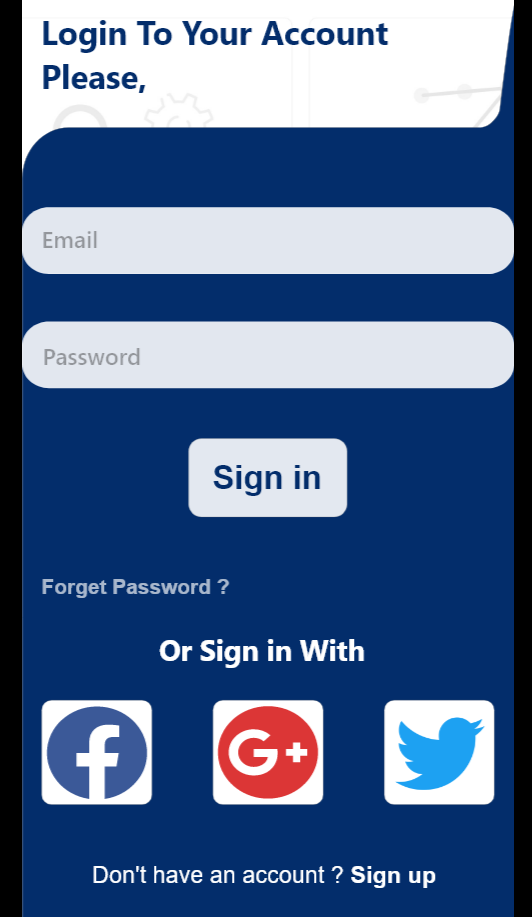 Login To Your Account
Please,
Email
Password
Sign in
Forget Password ?
Or Sign in With
f G+
Don't have an account ? Sign up